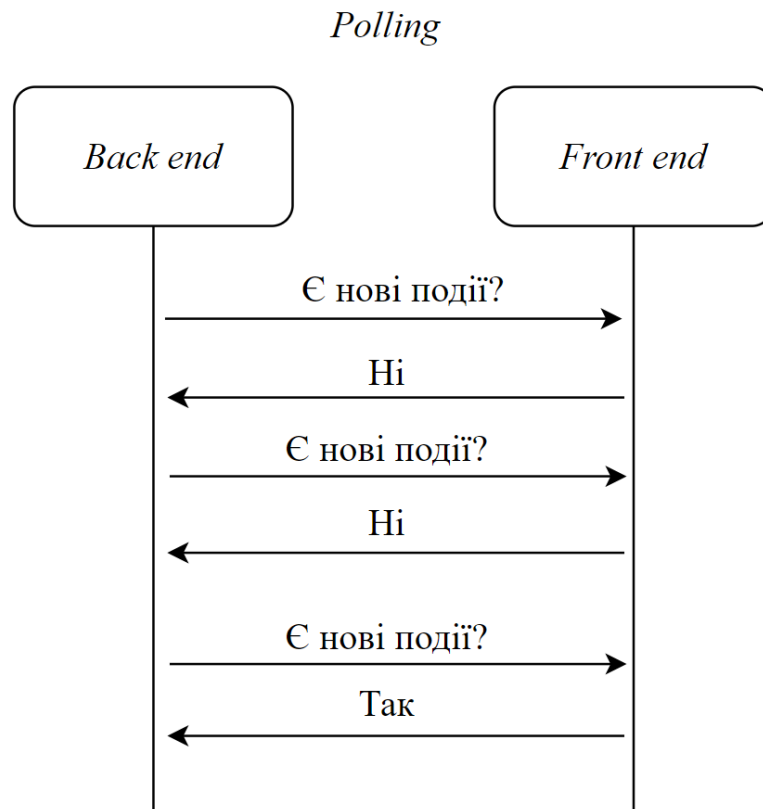 Polling
Back end
Front end
Є нові події?
Ні
Є нові події?
Ні
Є нові події?
Так